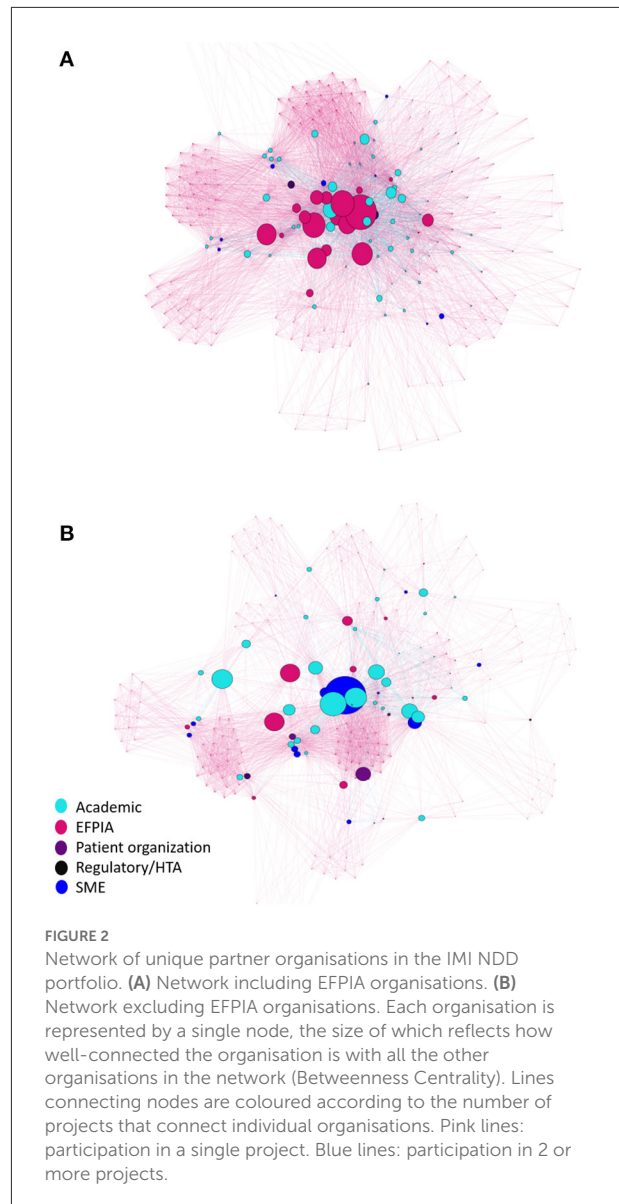 A
B
Academic
EFPIA
Patient organization
Regulatory/HTA
SME
FIGURE 2
Network of unique partner organisations in the IMI NDD
portfolio. (A) Network including EFPIA organisations. (B)
Network excluding EFPIA organisations. Each organisation is
represented by a single node, the size of which reflects how
well-connected the organisation is with all the other
organisations in the network (Betweenness Centrality). Lines
connecting nodes are coloured according to the number of
projects that connect individual organisations. Pink lines:
participation in a single project. Blue lines: participation in 2 or
more projects.